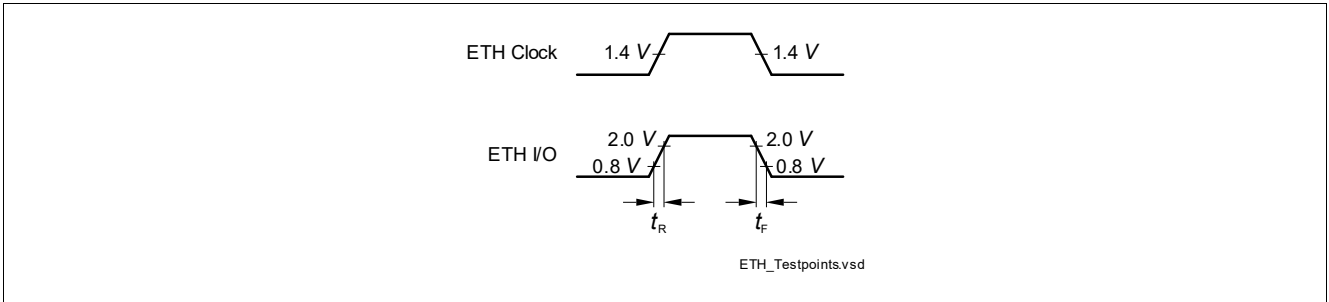 ETH Clock 1.4 V 1.4 V
ETH I/O 2.0 V 2.0 V
0.8 V 0.8 V
tR tF
ETH_Testpoints.vsd